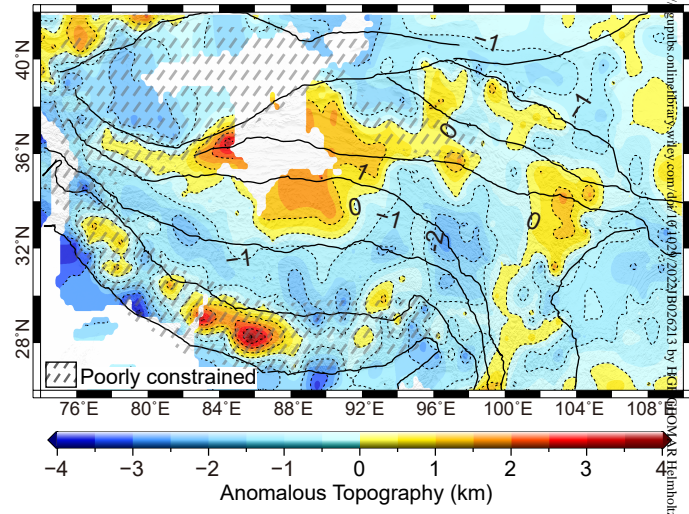 40°N
36°N
32°N
28°N
−1
−1
0
1
0
−1
−2
0
−1
Poorly constrained
76°E 80°E 84°E 88°E 92°E 96°E 100°E 104°E 108°E
−4 −3 −2 −1 0 1 2 3 4
Anomalous Topography (km)